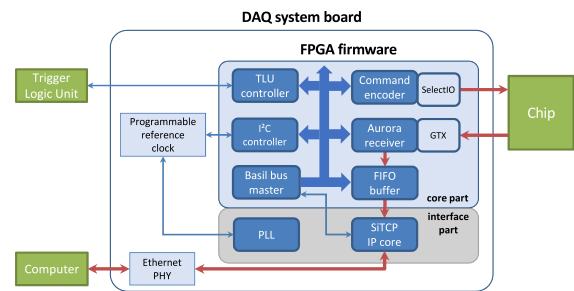 DAQ system board
FPGA firmware
Trigger
Logic Unit
TLU
controller
Command
encoder
SelectIO
Chip
Programmable
reference
clock
I²C
controller
Aurora
receiver
GTX
Basil bus
master
FIFO
buffer
core part
interface
part
PLL
SiTCP
IP core
Computer
Ethernet
PHY